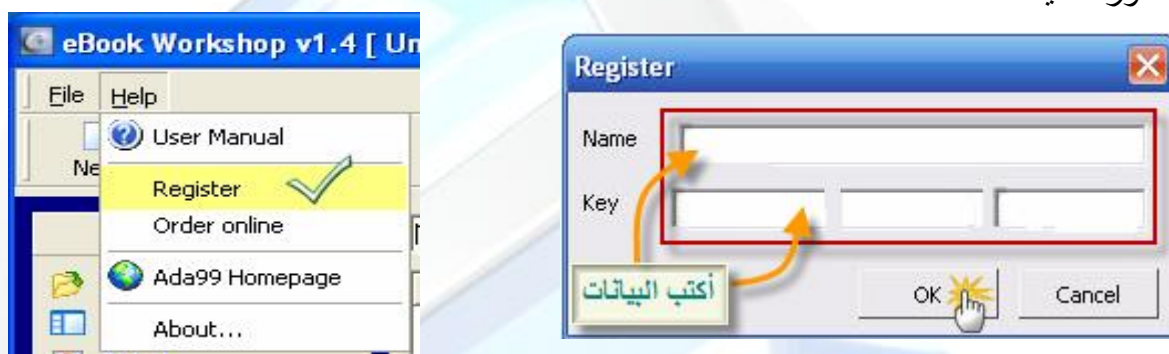 eBook Workshop v1.4 [ Un
File Help
User Manual
Ne
Register
Order online
Ada99 Homepage
About...
Register
Name
Key
أكتب البيانات
OK Cancel